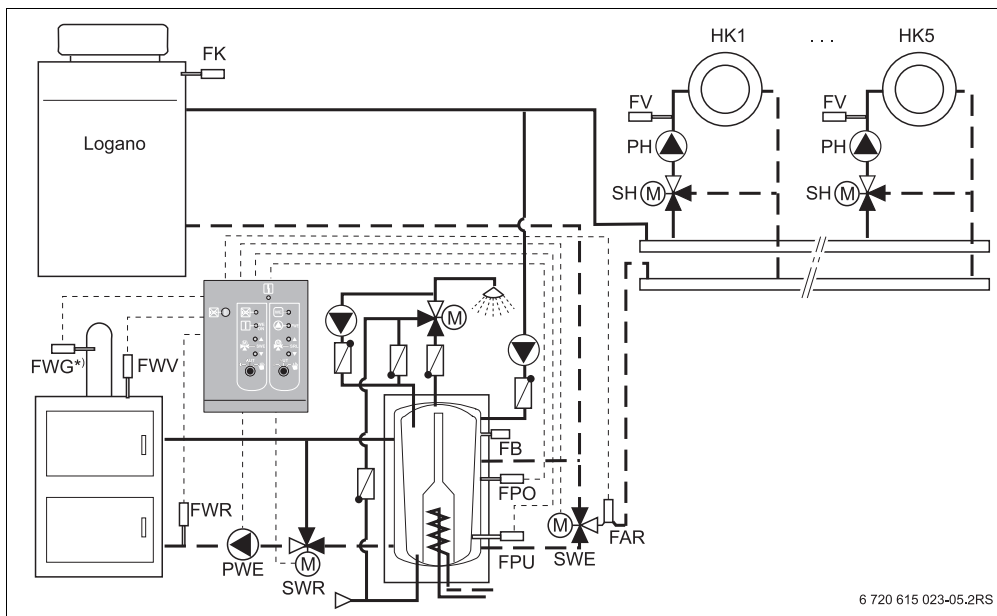 HK1
. . .
HK5
FK
FV
FV
Logano
PH
PH
SH
M
SH
M
M
FWG*)
FWV
FB
FPO
FWR
M
FAR
PWE
M
SWR
FPU
SWE
6 720 615 023-05.2RS